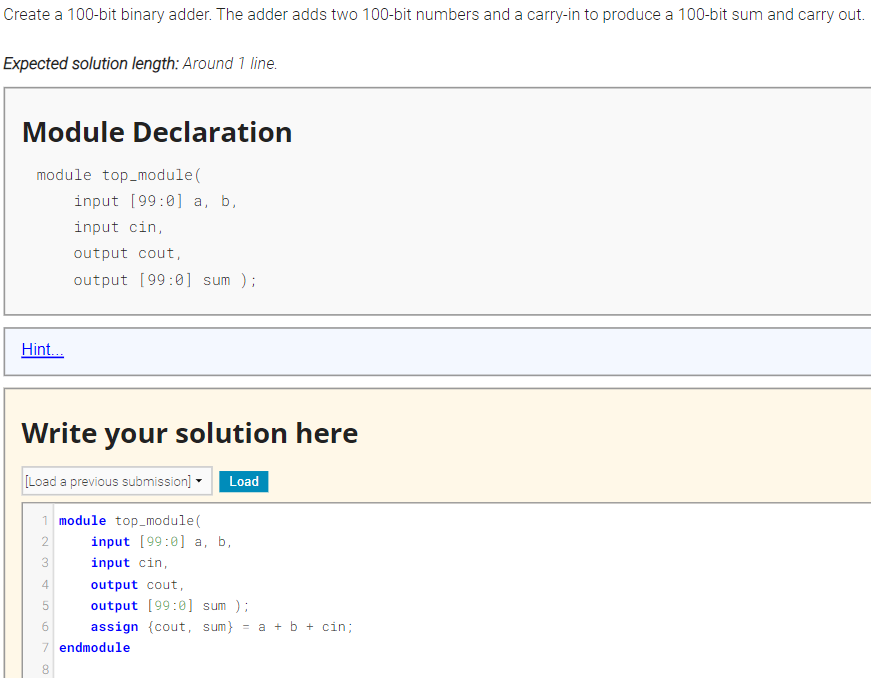 Create a 100-bit binary adder. The adder adds two 100-bit numbers and a carry-in to produce a 100-bit sum and carry out.
Expected solution length: Around 1 line.
Module Declaration
module top_module(
    input [99:0] a, b,
    input cin,
    output cout,
    output [99:0] sum );
Hint...
Write your solution here
[Load a previous submission] Load
1 module top_module(
2     input [99:0] a, b,
3     input cin,
4     output cout,
5     output [99:0] sum );
6     assign {cout, sum} = a + b + cin;
7 endmodule
8